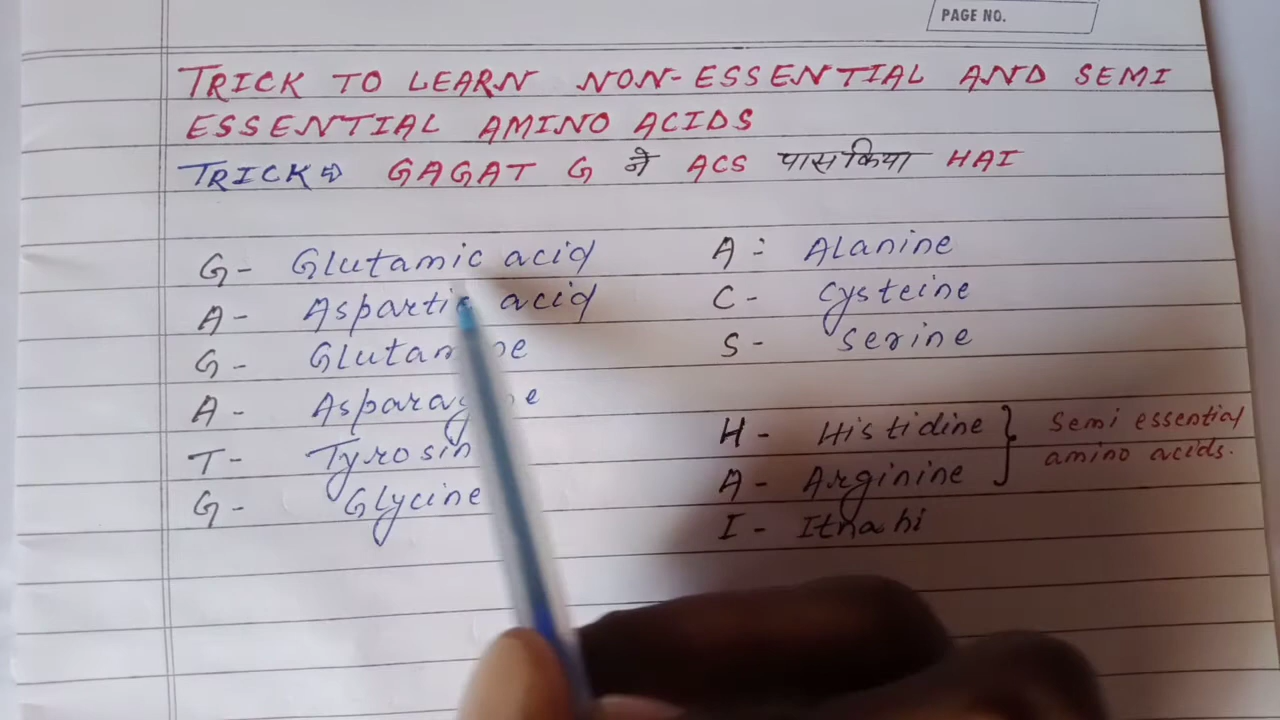 PAGE NO.
TRICK TO LEARN NON-ESSENTIAL AND SEMI
ESSENTIAL AMINO ACIDS
TRICK ⇨ GAGAT G ने ACS पास किया HAI
G- Glutamic acid
A- Aspartic acid
G- Glutamine
A- Asparagine
T- Tyrosin
G- Glycine
A: Alanine
C- Cysteine
S- Serine
H- Histidine } Semi essential
A- Arginine amino acids.
I- Itna hi